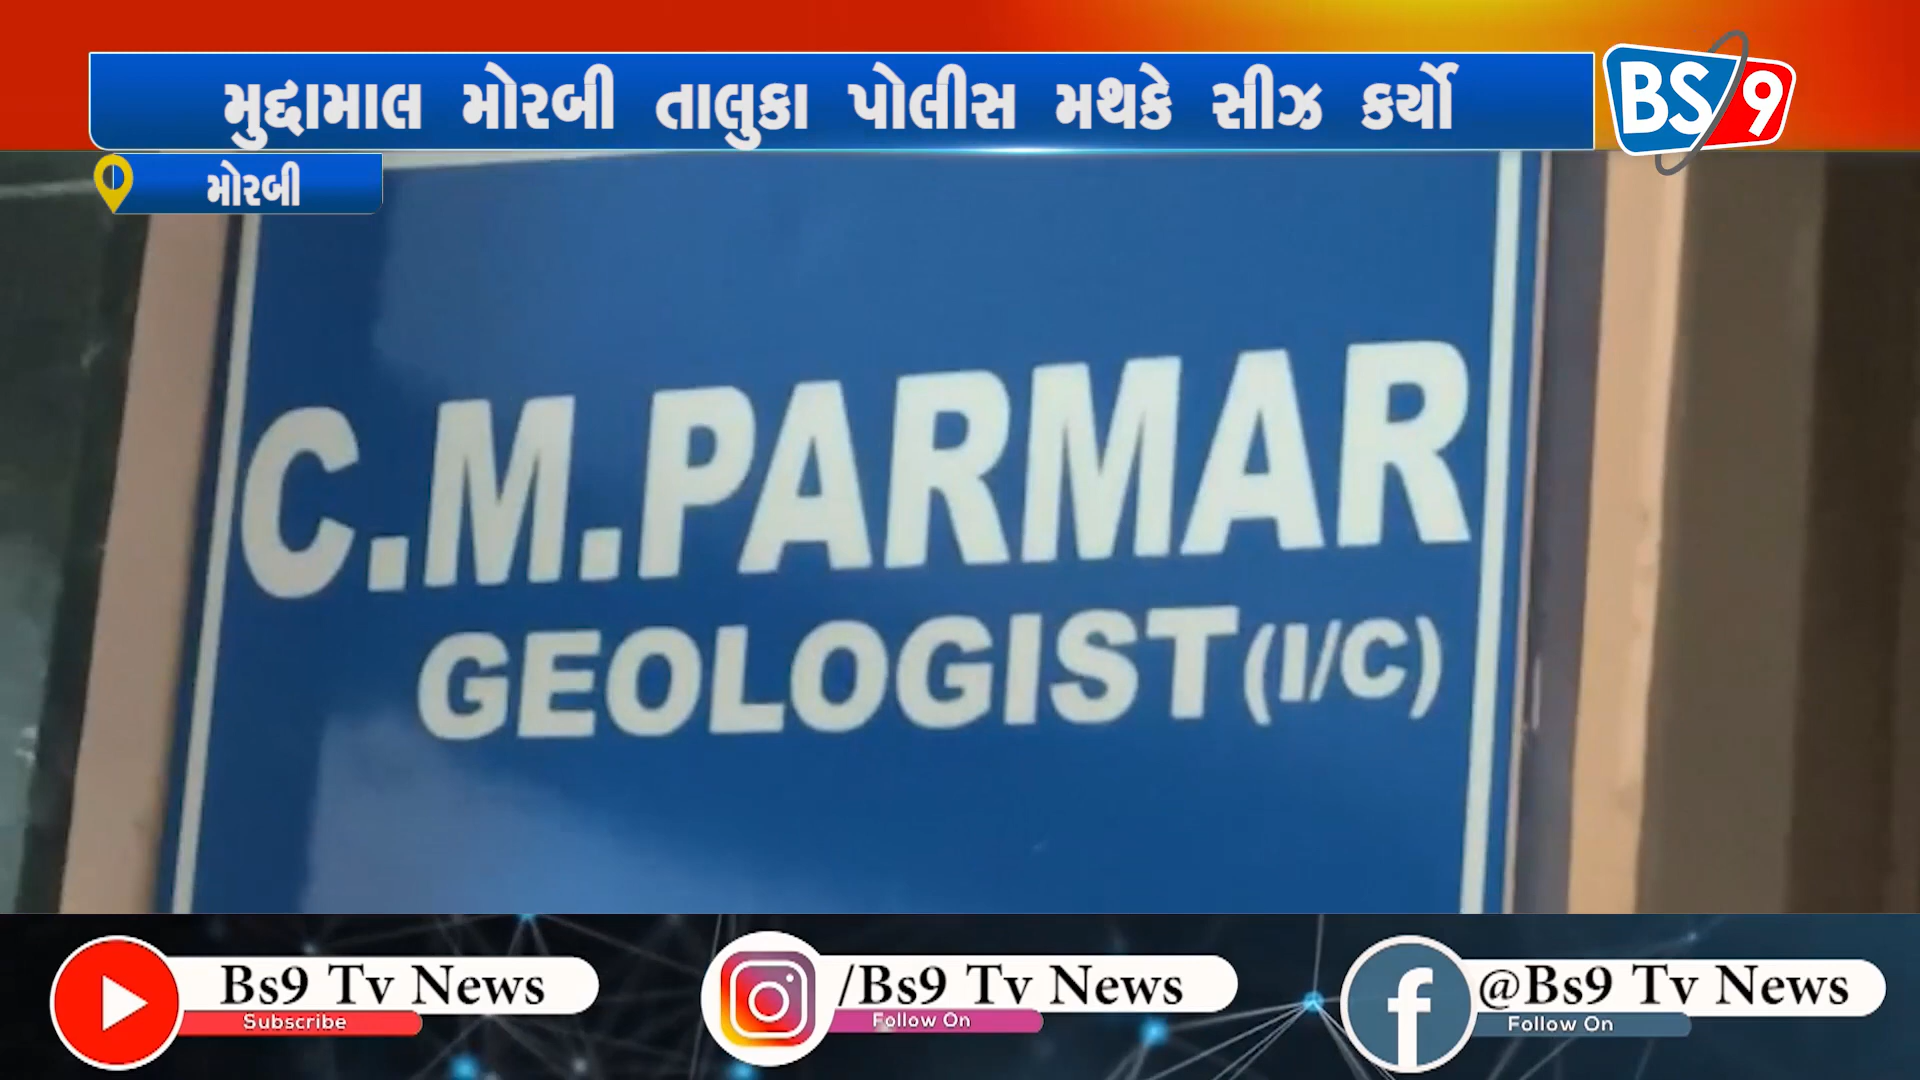 મુદ્દામાલ મોરબી તાલુકા પોલીસ મથકે સીઝ કર્યો
BS9
મોરબી
C.M.PARMAR
GEOLOGIST(I/C)
Bs9 Tv News
Subscribe
/Bs9 Tv News
Follow On
@Bs9 Tv News
Follow On